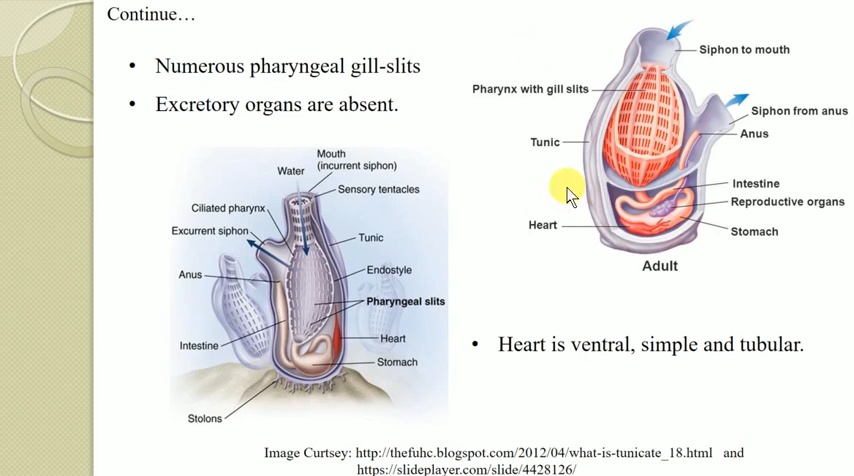 Continue…
• Numerous pharyngeal gill-slits
• Excretory organs are absent.
Mouth
(incurrent siphon)
Water
Sensory tentacles
Ciliated pharynx
Excurrent siphon
Tunic
Anus
Endostyle
Pharyngeal slits
Intestine
Heart
Stomach
Stolons
Siphon to mouth
Pharynx with gill slits
Siphon from anus
Anus
Tunic
Intestine
Reproductive organs
Heart
Stomach
Adult
• Heart is ventral, simple and tubular.
Image Curtsey: http://thefuhc.blogspot.com/2012/04/what-is-tunicate_18.html and
https://slideplayer.com/slide/4428126/